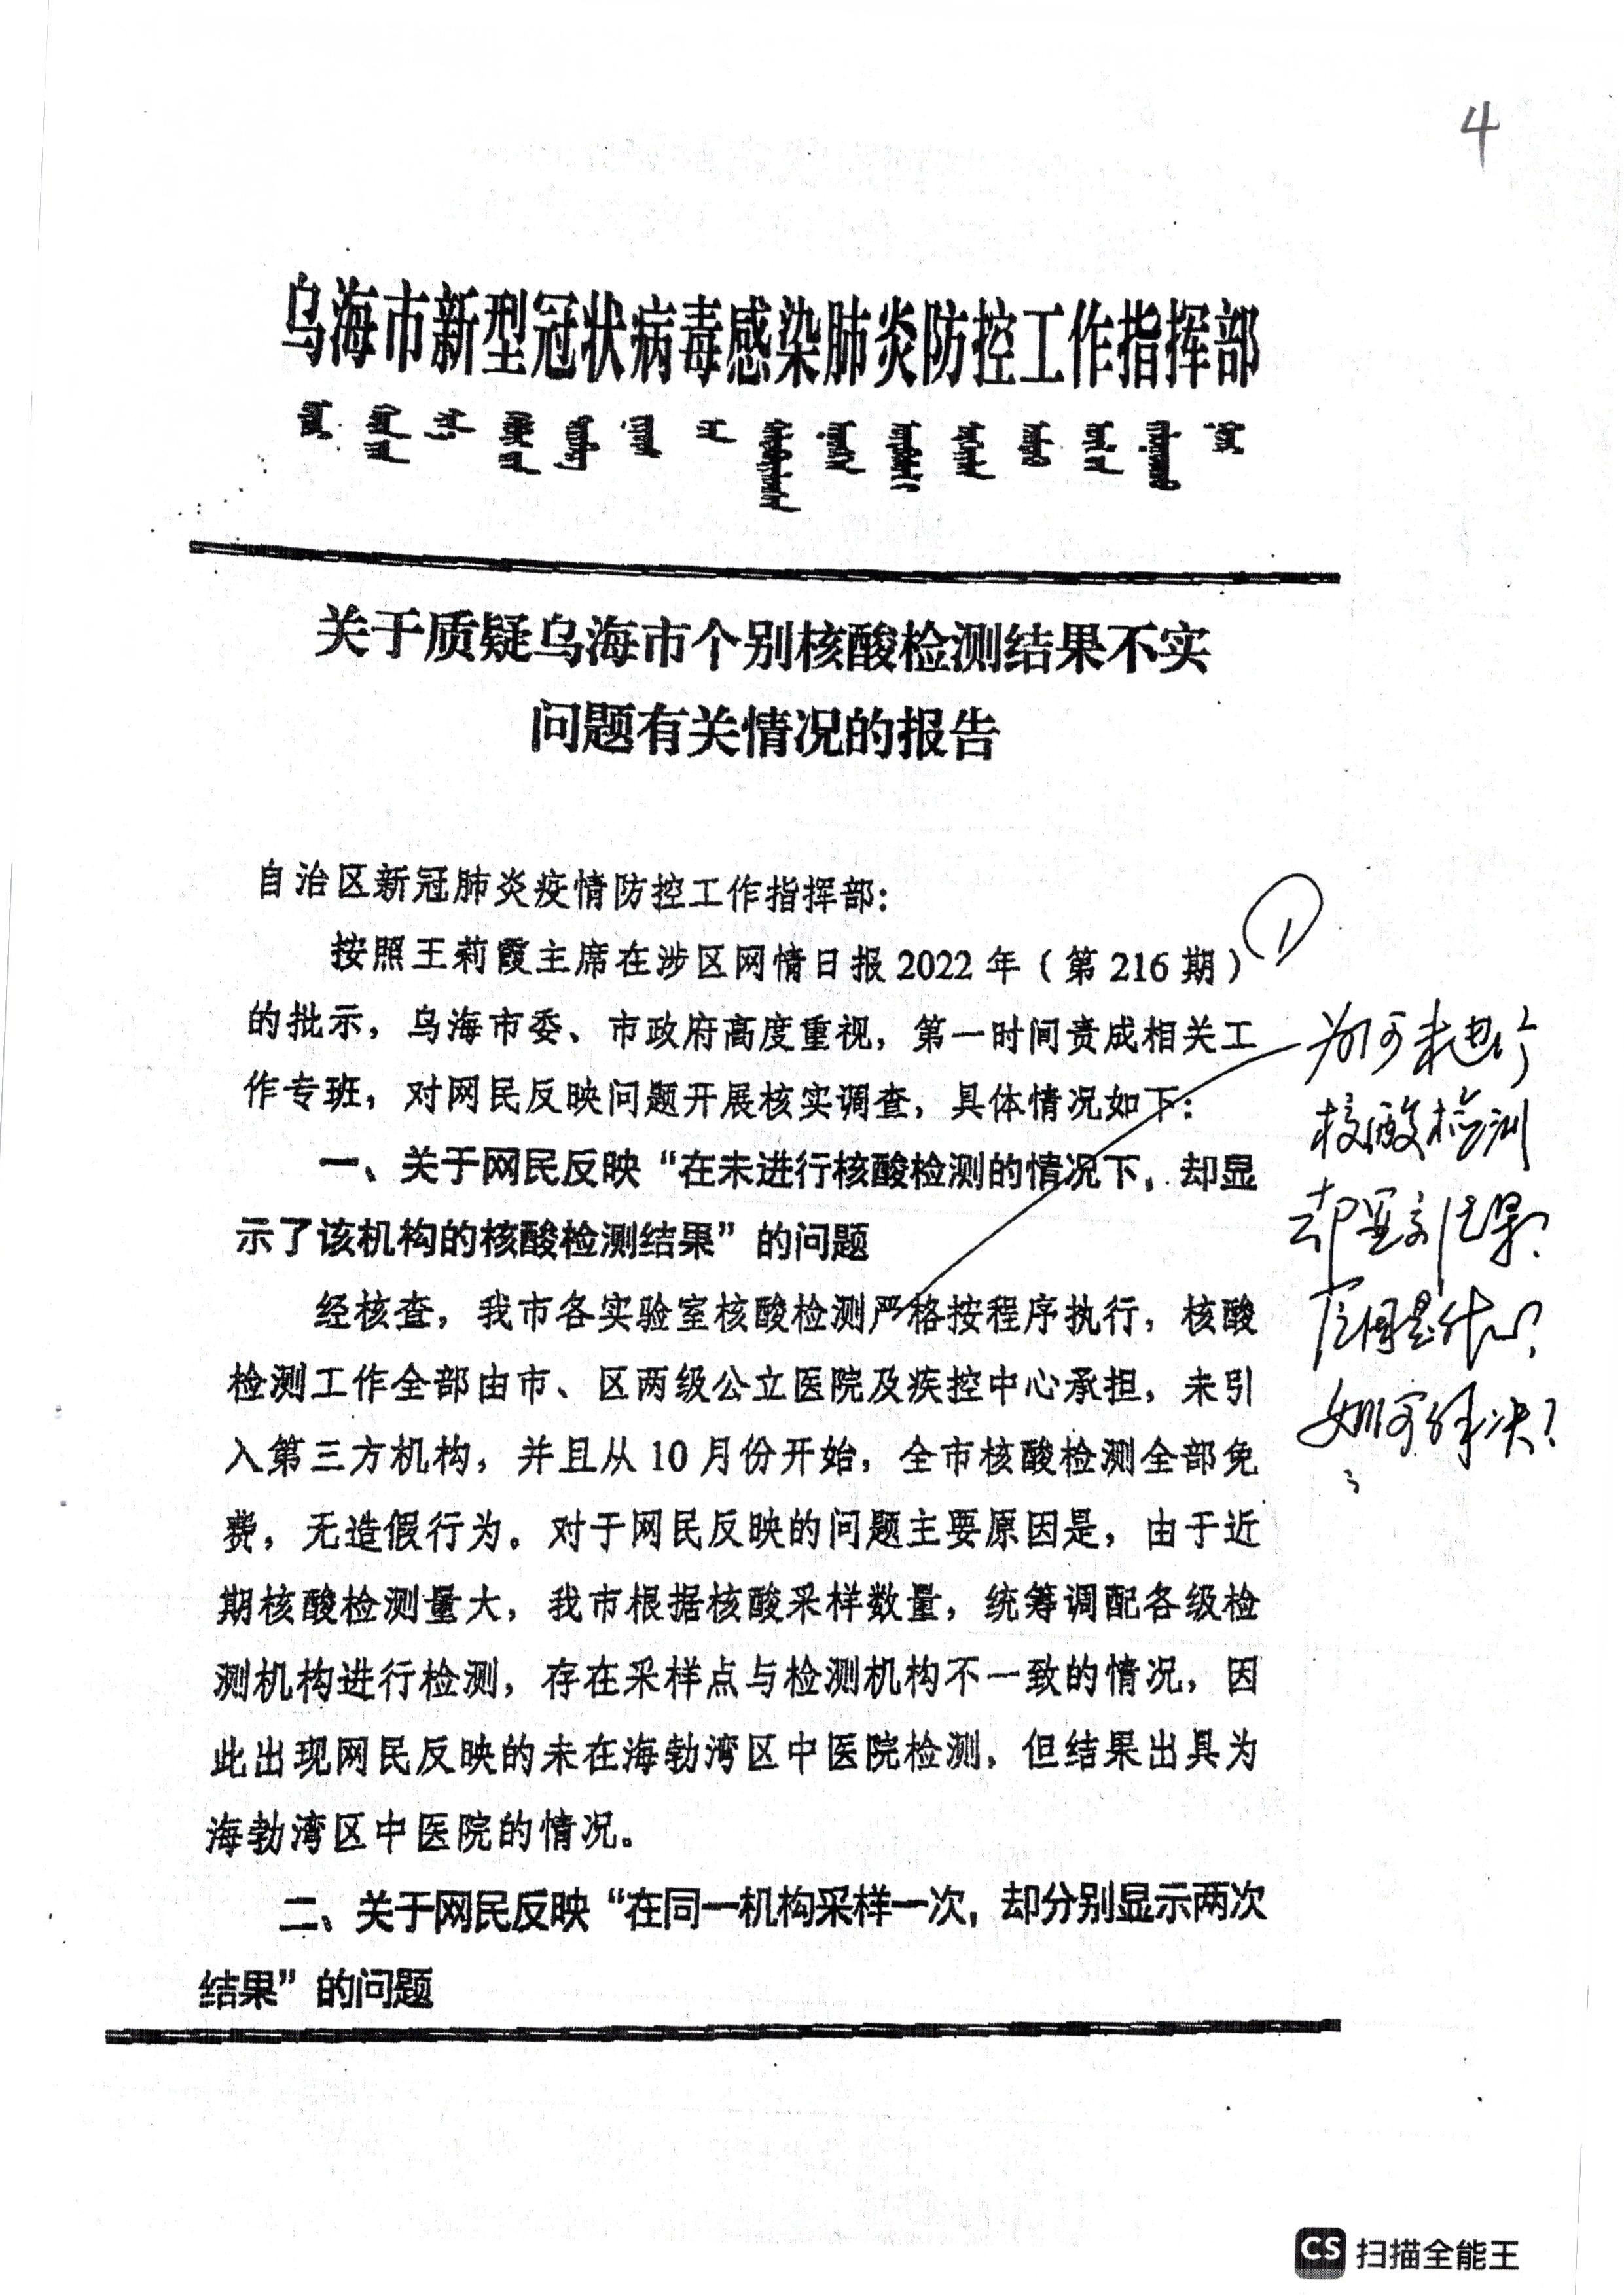 4
乌海市新型冠状病毒感染肺炎防控工作指挥部
关于质疑乌海市个别核酸检测结果不实
问题有关情况的报告
自治区新冠肺炎疫情防控工作指挥部：
按照王莉霞主席在涉区网情日报 2022 年（第 216 期）
①
的批示，乌海市委、市政府高度重视，第一时间责成相关工
作专班，对网民反映问题开展核实调查，具体情况如下：
一、关于网民反映“在未进行核酸检测的情况下，却显
示了该机构的核酸检测结果”的问题
经核查，我市各实验室核酸检测严格按程序执行，核酸
检测工作全部由市、区两级公立医院及疾控中心承担，未引
入第三方机构，并且从 10 月份开始，全市核酸检测全部免
费，无造假行为。对于网民反映的问题主要原因是，由于近
期核酸检测量大，我市根据核酸采样数量，统筹调配各级检
测机构进行检测，存在采样点与检测机构不一致的情况，因
此出现网民反映的未在海勃湾区中医院检测，但结果出具为
海勃湾区中医院的情况。
二、关于网民反映“在同一机构采样一次，却分别显示两次
结果”的问题
为何未进行
核酸检测
却显示结果？
原因是什么？
如何解决？
CS 扫描全能王